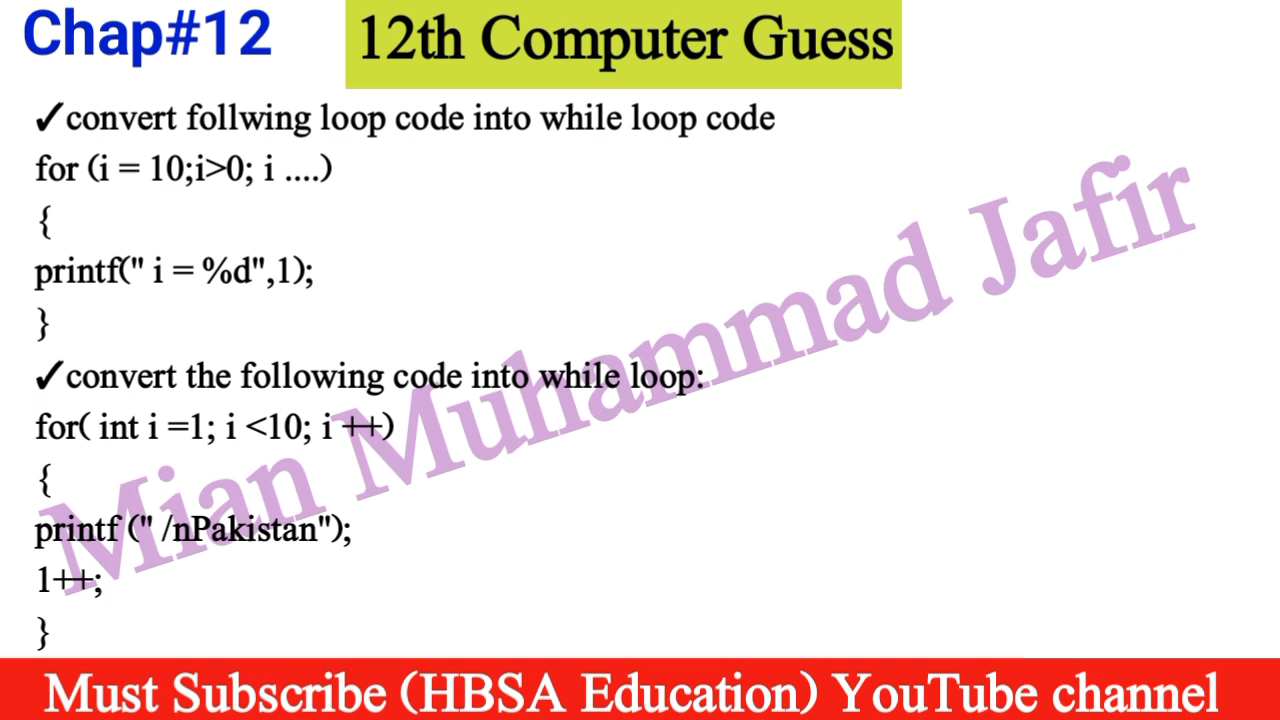 Chap#12
12th Computer Guess
✓convert follwing loop code into while loop code
for (i = 10;i>0; i ....)
{
printf(" i = %d",1);
}
✓convert the following code into while loop:
for( int i =1; i <10; i ++)
{
printf (" /nPakistan");
1++;
}
Mian Muhammad Jafir
Must Subscribe (HBSA Education) YouTube channel